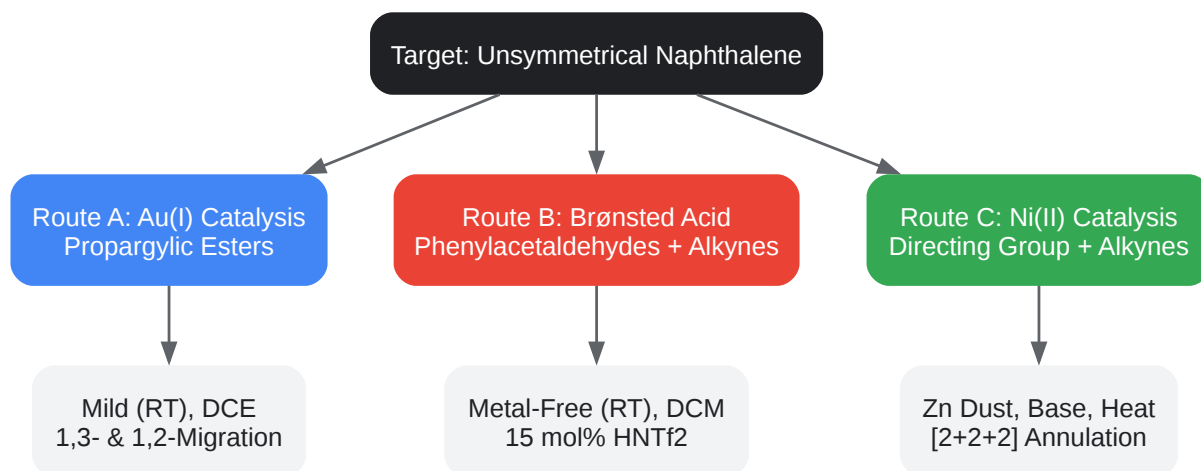 Target: Unsymmetrical Naphthalene
Route A: Au(I) Catalysis
Propargylic Esters
Route B: Brønsted Acid
Phenylacetaldehydes + Alkynes
Route C: Ni(II) Catalysis
Directing Group + Alkynes
Mild (RT), DCE
1,3- & 1,2-Migration
Metal-Free (RT), DCM
15 mol% HNTf2
Zn Dust, Base, Heat
[2+2+2] Annulation